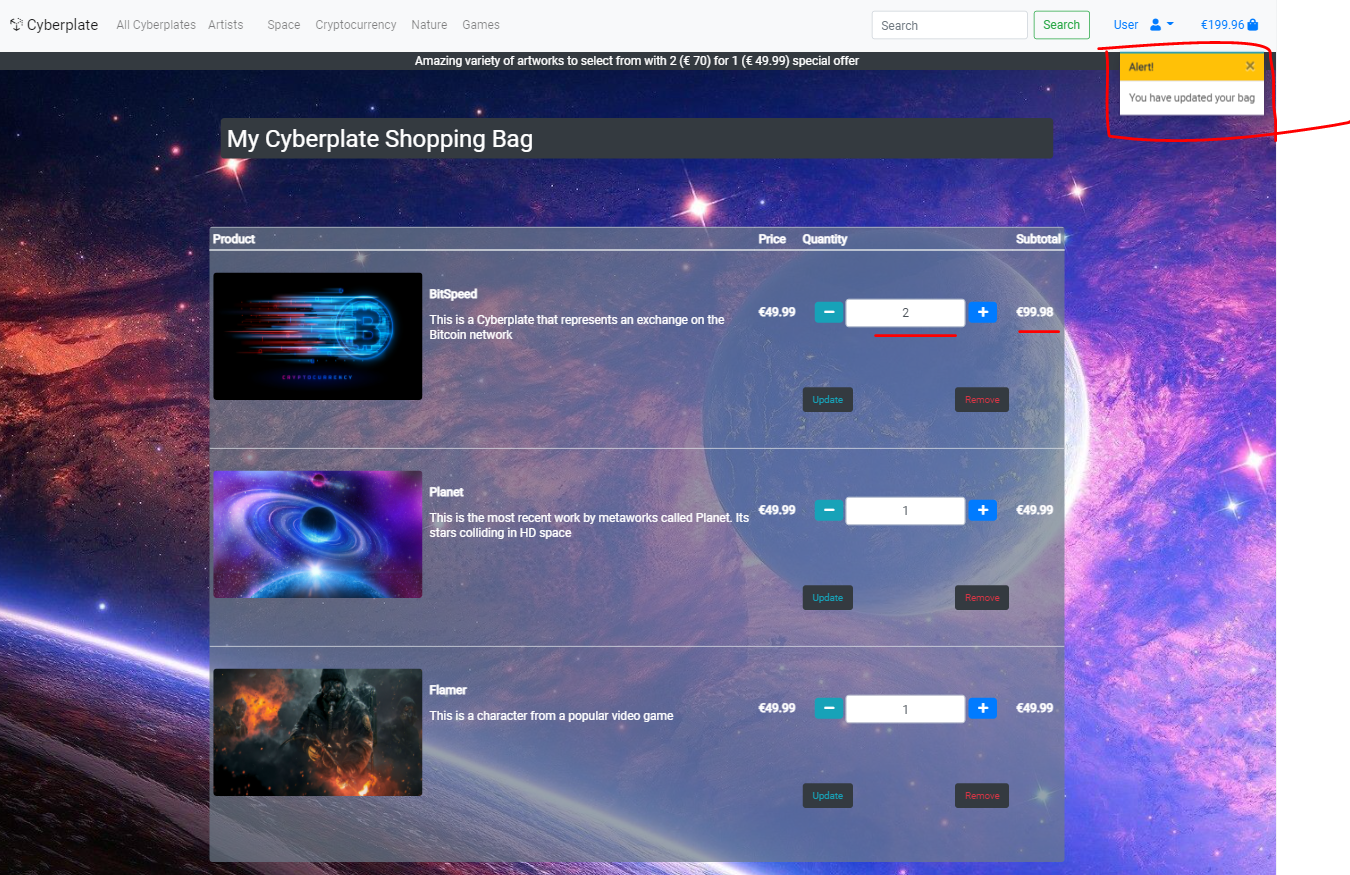 Cyberplate All Cyberplates Artists Space Cryptocurrency Nature Games Search Search User €199.96
Amazing variety of artworks to select from with 2 (€ 70) for 1 (€ 49.99) special offer
Alert! ×
You have updated your bag
My Cyberplate Shopping Bag
Product Price Quantity Subtotal
BitSpeed
This is a Cyberplate that represents an exchange on the
Bitcoin network
€49.99 − 2 + €99.98
CRYPTOCURRENCY
Update Remove
Planet
This is the most recent work by metaworks called Planet. Its
stars colliding in HD space
€49.99 − 1 + €49.99
Update Remove
Flamer
This is a character from a popular video game
€49.99 − 1 + €49.99
Update Remove